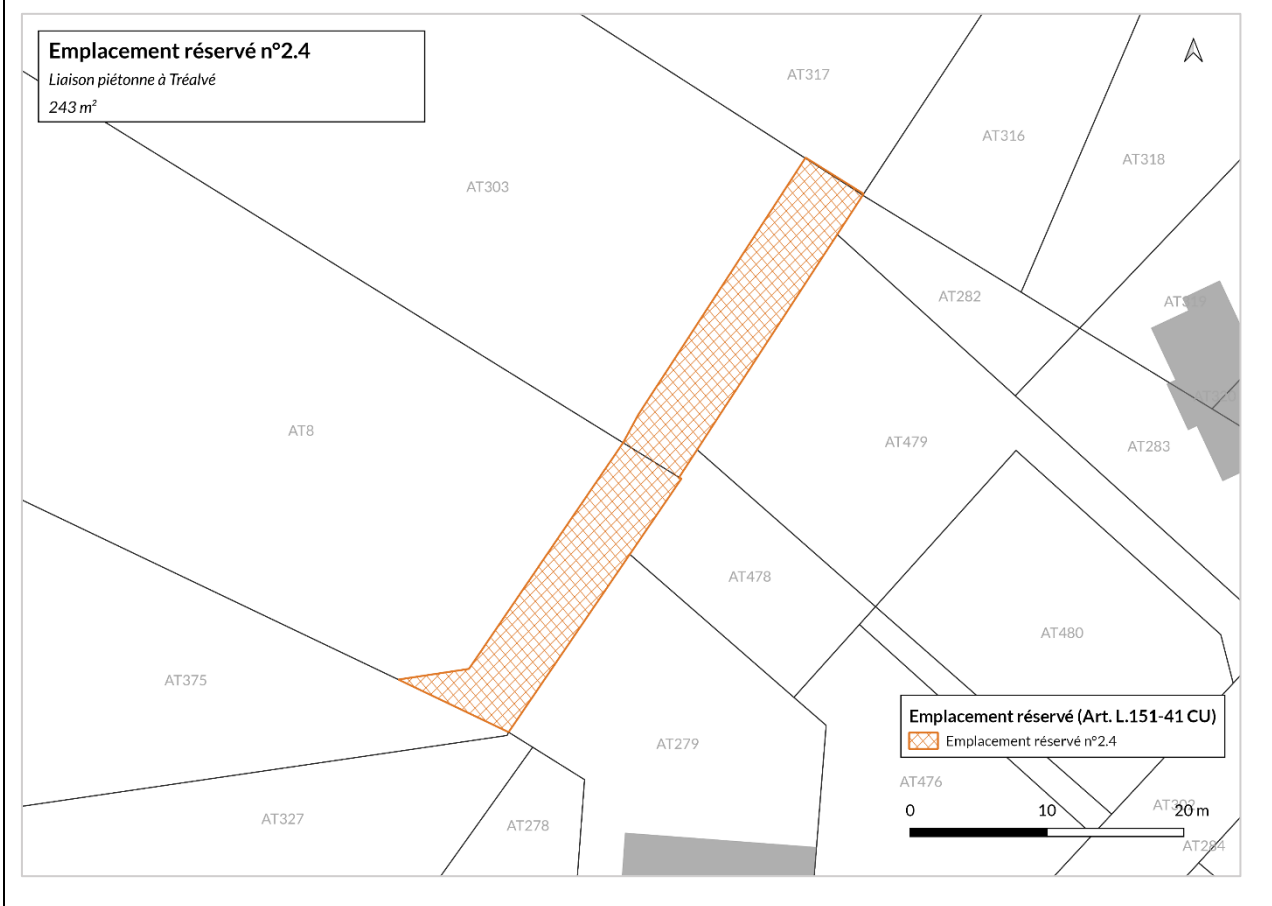 Emplacement réservé n°2.4
Liaison piétonne à Tréalvé
243 m²
AT317
AT316
AT318
AT303
AT282
AT319
AT8
AT479
AT283
AT478
AT480
AT375
AT279
AT327
AT278
Emplacement réservé (Art. L.151-41 CU)
Emplacement réservé n°2.4
AT476
0 10 20 m
AT284